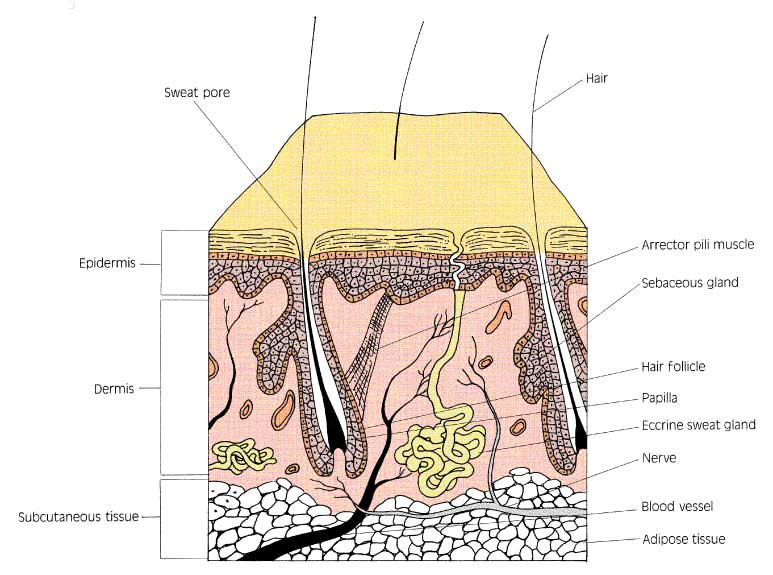 Sweat pore
Hair
Epidermis
Dermis
Subcutaneous tissue
Arrector pili muscle
Sebaceous gland
Hair follicle
Papilla
Eccrine sweat gland
Nerve
Blood vessel
Adipose tissue